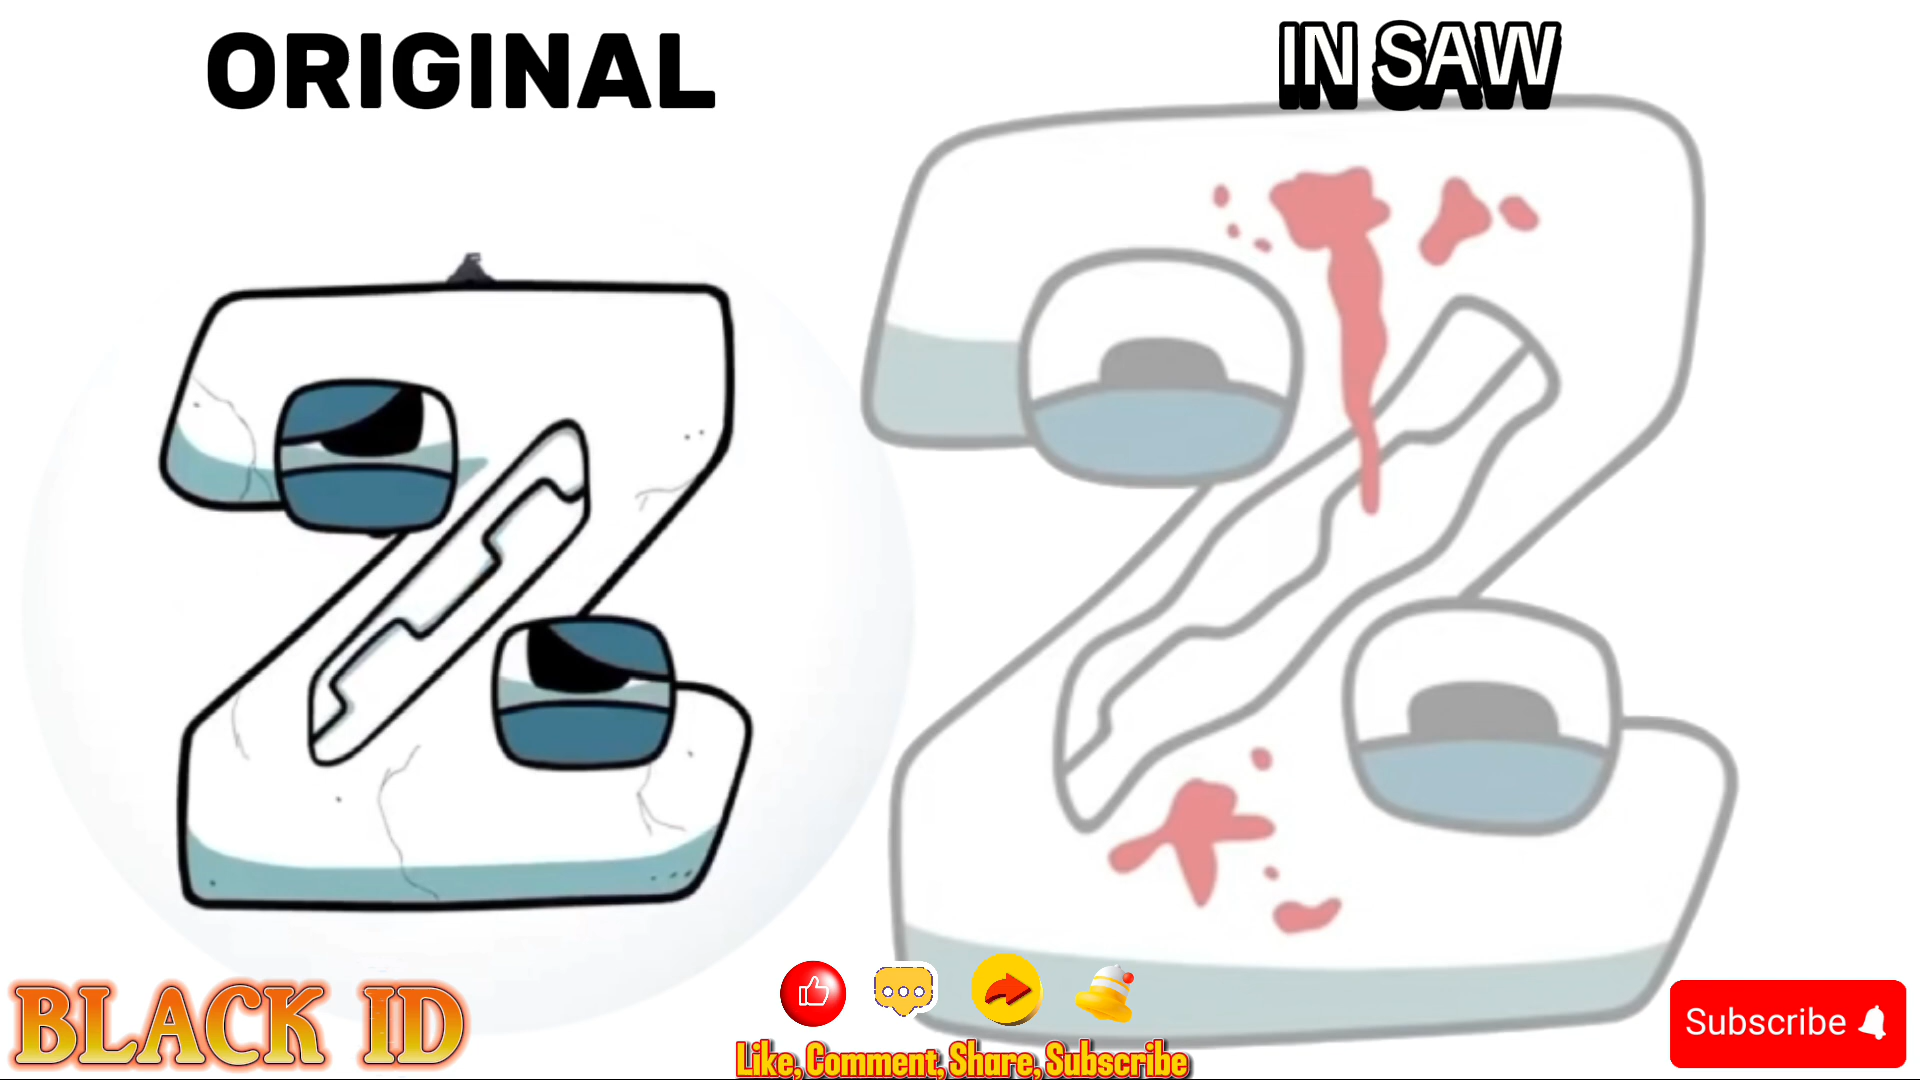 ORIGINAL
IN SAW
BLACK ID
Like, Comment, Share, Subscribe
Subscribe